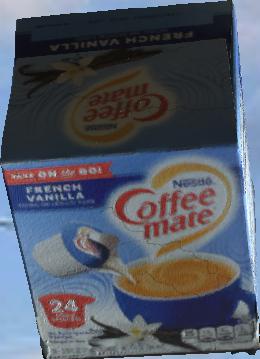 FRENCH VANILLA
Nestlé
Coffee
mate
TAKE ON the GO!
FRENCH
VANILLA
Nestlé
Coffee
mate
24